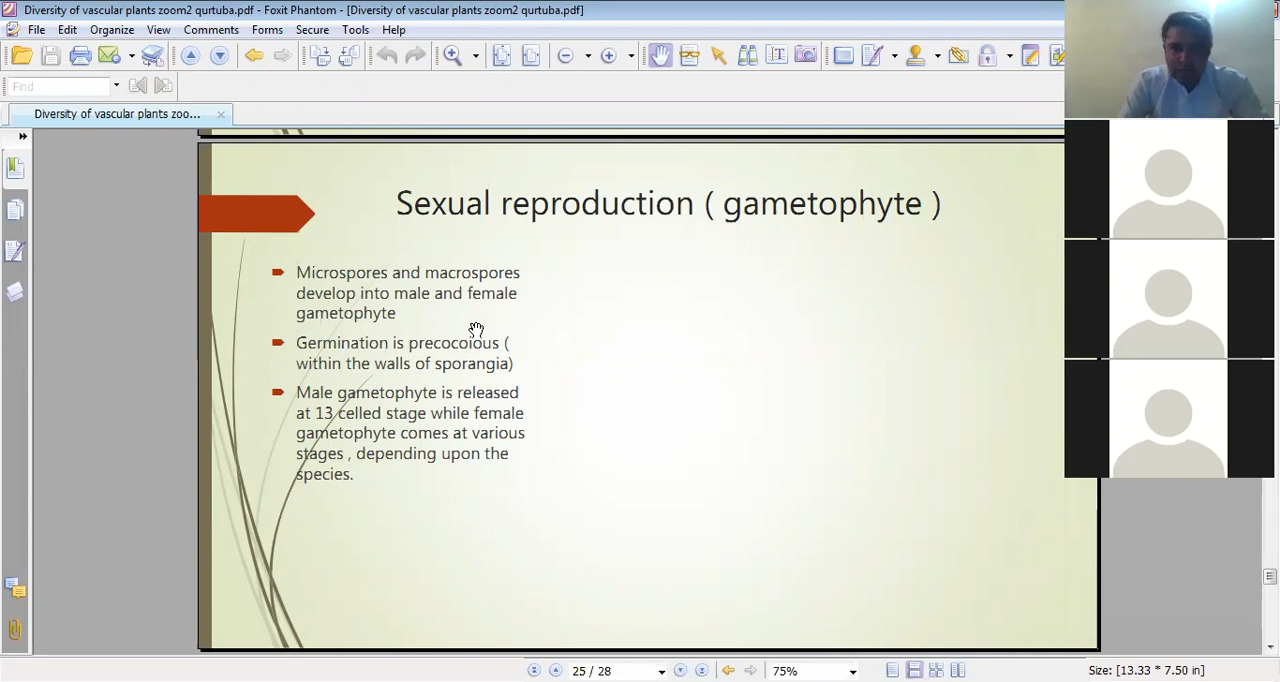 Diversity of vascular plants zoom2 qurtuba.pdf - Foxit Phantom - [Diversity of vascular plants zoom2 qurtuba.pdf]
File Edit Organize View Comments Forms Secure Tools Help
Find
Diversity of vascular plants zoo...
Sexual reproduction ( gametophyte )
Microspores and macrospores
develop into male and female
gametophyte
Germination is precocoious (
within the walls of sporangia)
Male gametophyte is released
at 13 celled stage while female
gametophyte comes at various
stages , depending upon the
species.
25 / 28
75%
Size: [13.33 * 7.50 in]